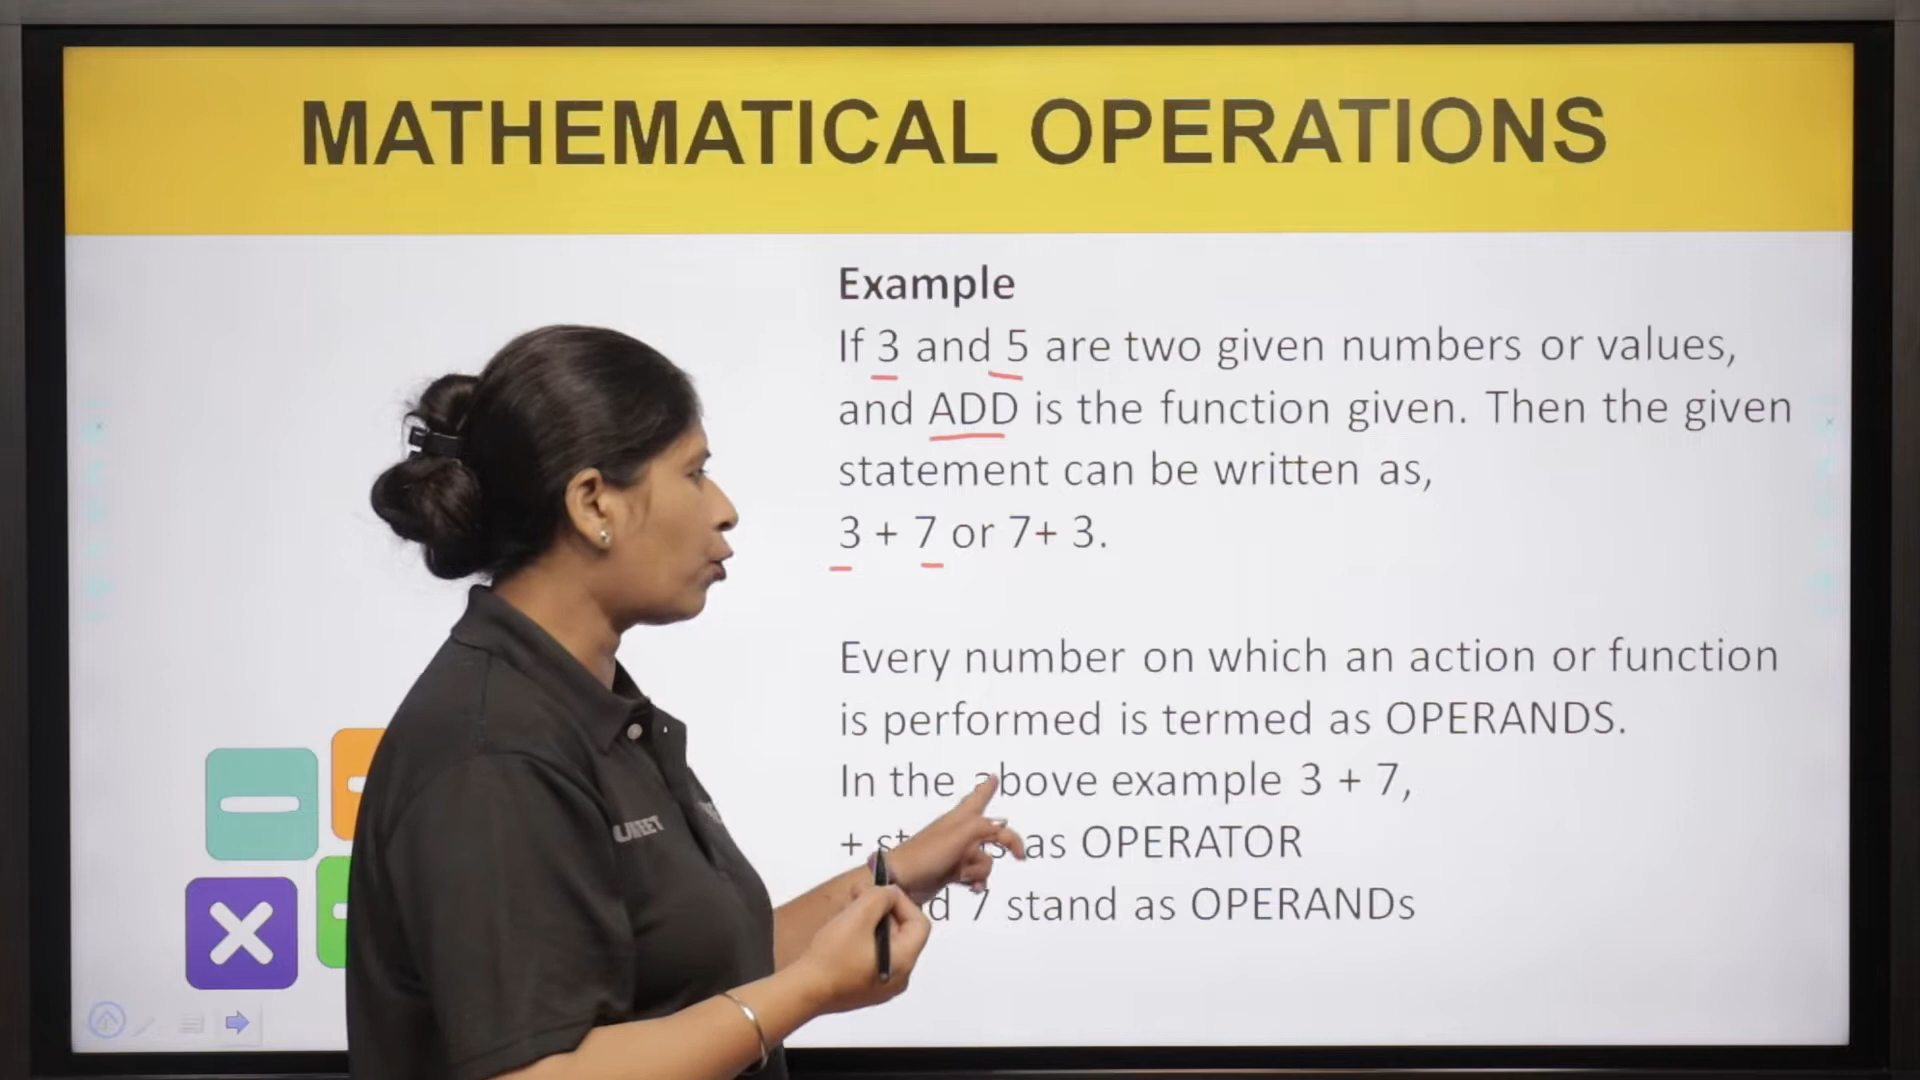 MATHEMATICAL OPERATIONS
Example
If 3 and 5 are two given numbers or values,
and ADD is the function given. Then the given
statement can be written as,
3 + 7 or 7+ 3.
Every number on which an action or function
is performed is termed as OPERANDS.
In the above example 3 + 7,
+ as OPERATOR
7 stand as OPERANDs